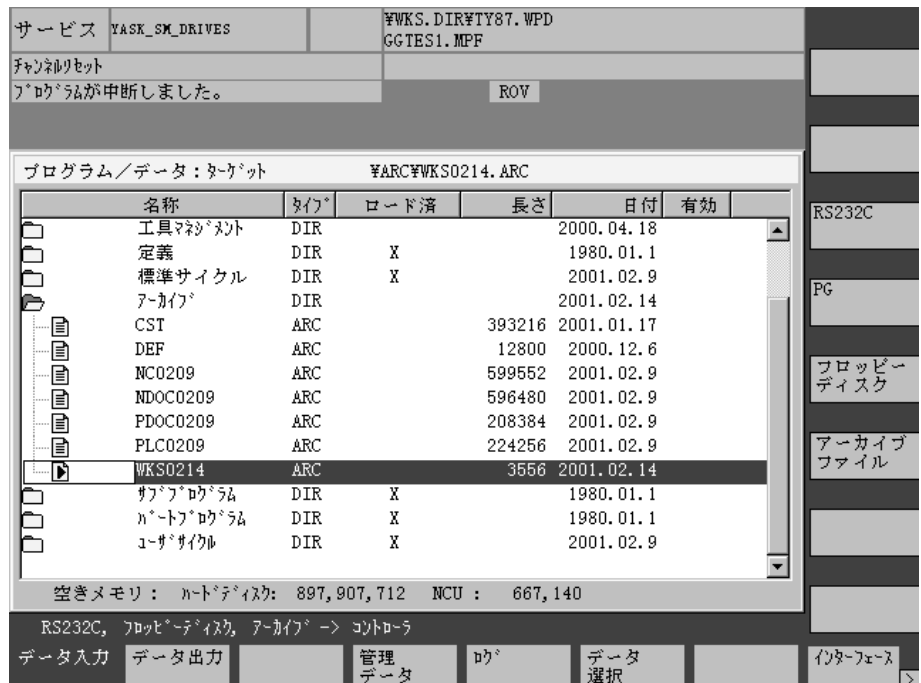 サービス YASK_SM_DRIVES ¥WKS.DIR¥TY87.WPD
GGTES1.MPF
ﾁｬﾝﾈﾙﾘｾｯﾄ
ﾌﾟﾛｸﾞﾗﾑが中断しました。 ROV
プログラム／データ：ﾀｰｹﾞｯﾄ ¥ARC¥WKS0214.ARC
名称 ﾀｲﾌﾟ ロード済 長さ 日付 有効
工具ﾏﾈｼﾞﾒﾝﾄ DIR 2000.04.18
定義 DIR X 1980.01.1
標準サイクル DIR X 2001.02.9
ｱｰｶｲﾌﾞ DIR 2001.02.14
CST ARC 393216 2001.01.17
DEF ARC 12800 2000.12.6
NC0209 ARC 599552 2001.02.9
NDOC0209 ARC 596480 2001.02.9
PDOC0209 ARC 208384 2001.02.9
PLC0209 ARC 224256 2001.02.9
WKS0214 ARC 3556 2001.02.14
ｻﾌﾞﾌﾟﾛｸﾞﾗﾑ DIR X 1980.01.1
ﾊﾟｰﾄﾌﾟﾛｸﾞﾗﾑ DIR X 1980.01.1
ﾕｰｻﾞｻｲｸﾙ DIR X 2001.02.9
空きメモリ： ﾊｰﾄﾞﾃﾞｨｽｸ: 897,907,712 NCU : 667,140
RS232C, ﾌﾛｯﾋﾟｰﾃﾞｨｽｸ, ｱｰｶｲﾌﾞ -> ｺﾝﾄﾛｰﾗ
データ入力 データ出力 管理
データ ﾛｸﾞ データ
選択 ｲﾝﾀｰﾌｪｰｽ
RS232C
PG
フロッピー
ディスク
アーカイブ
ファイル